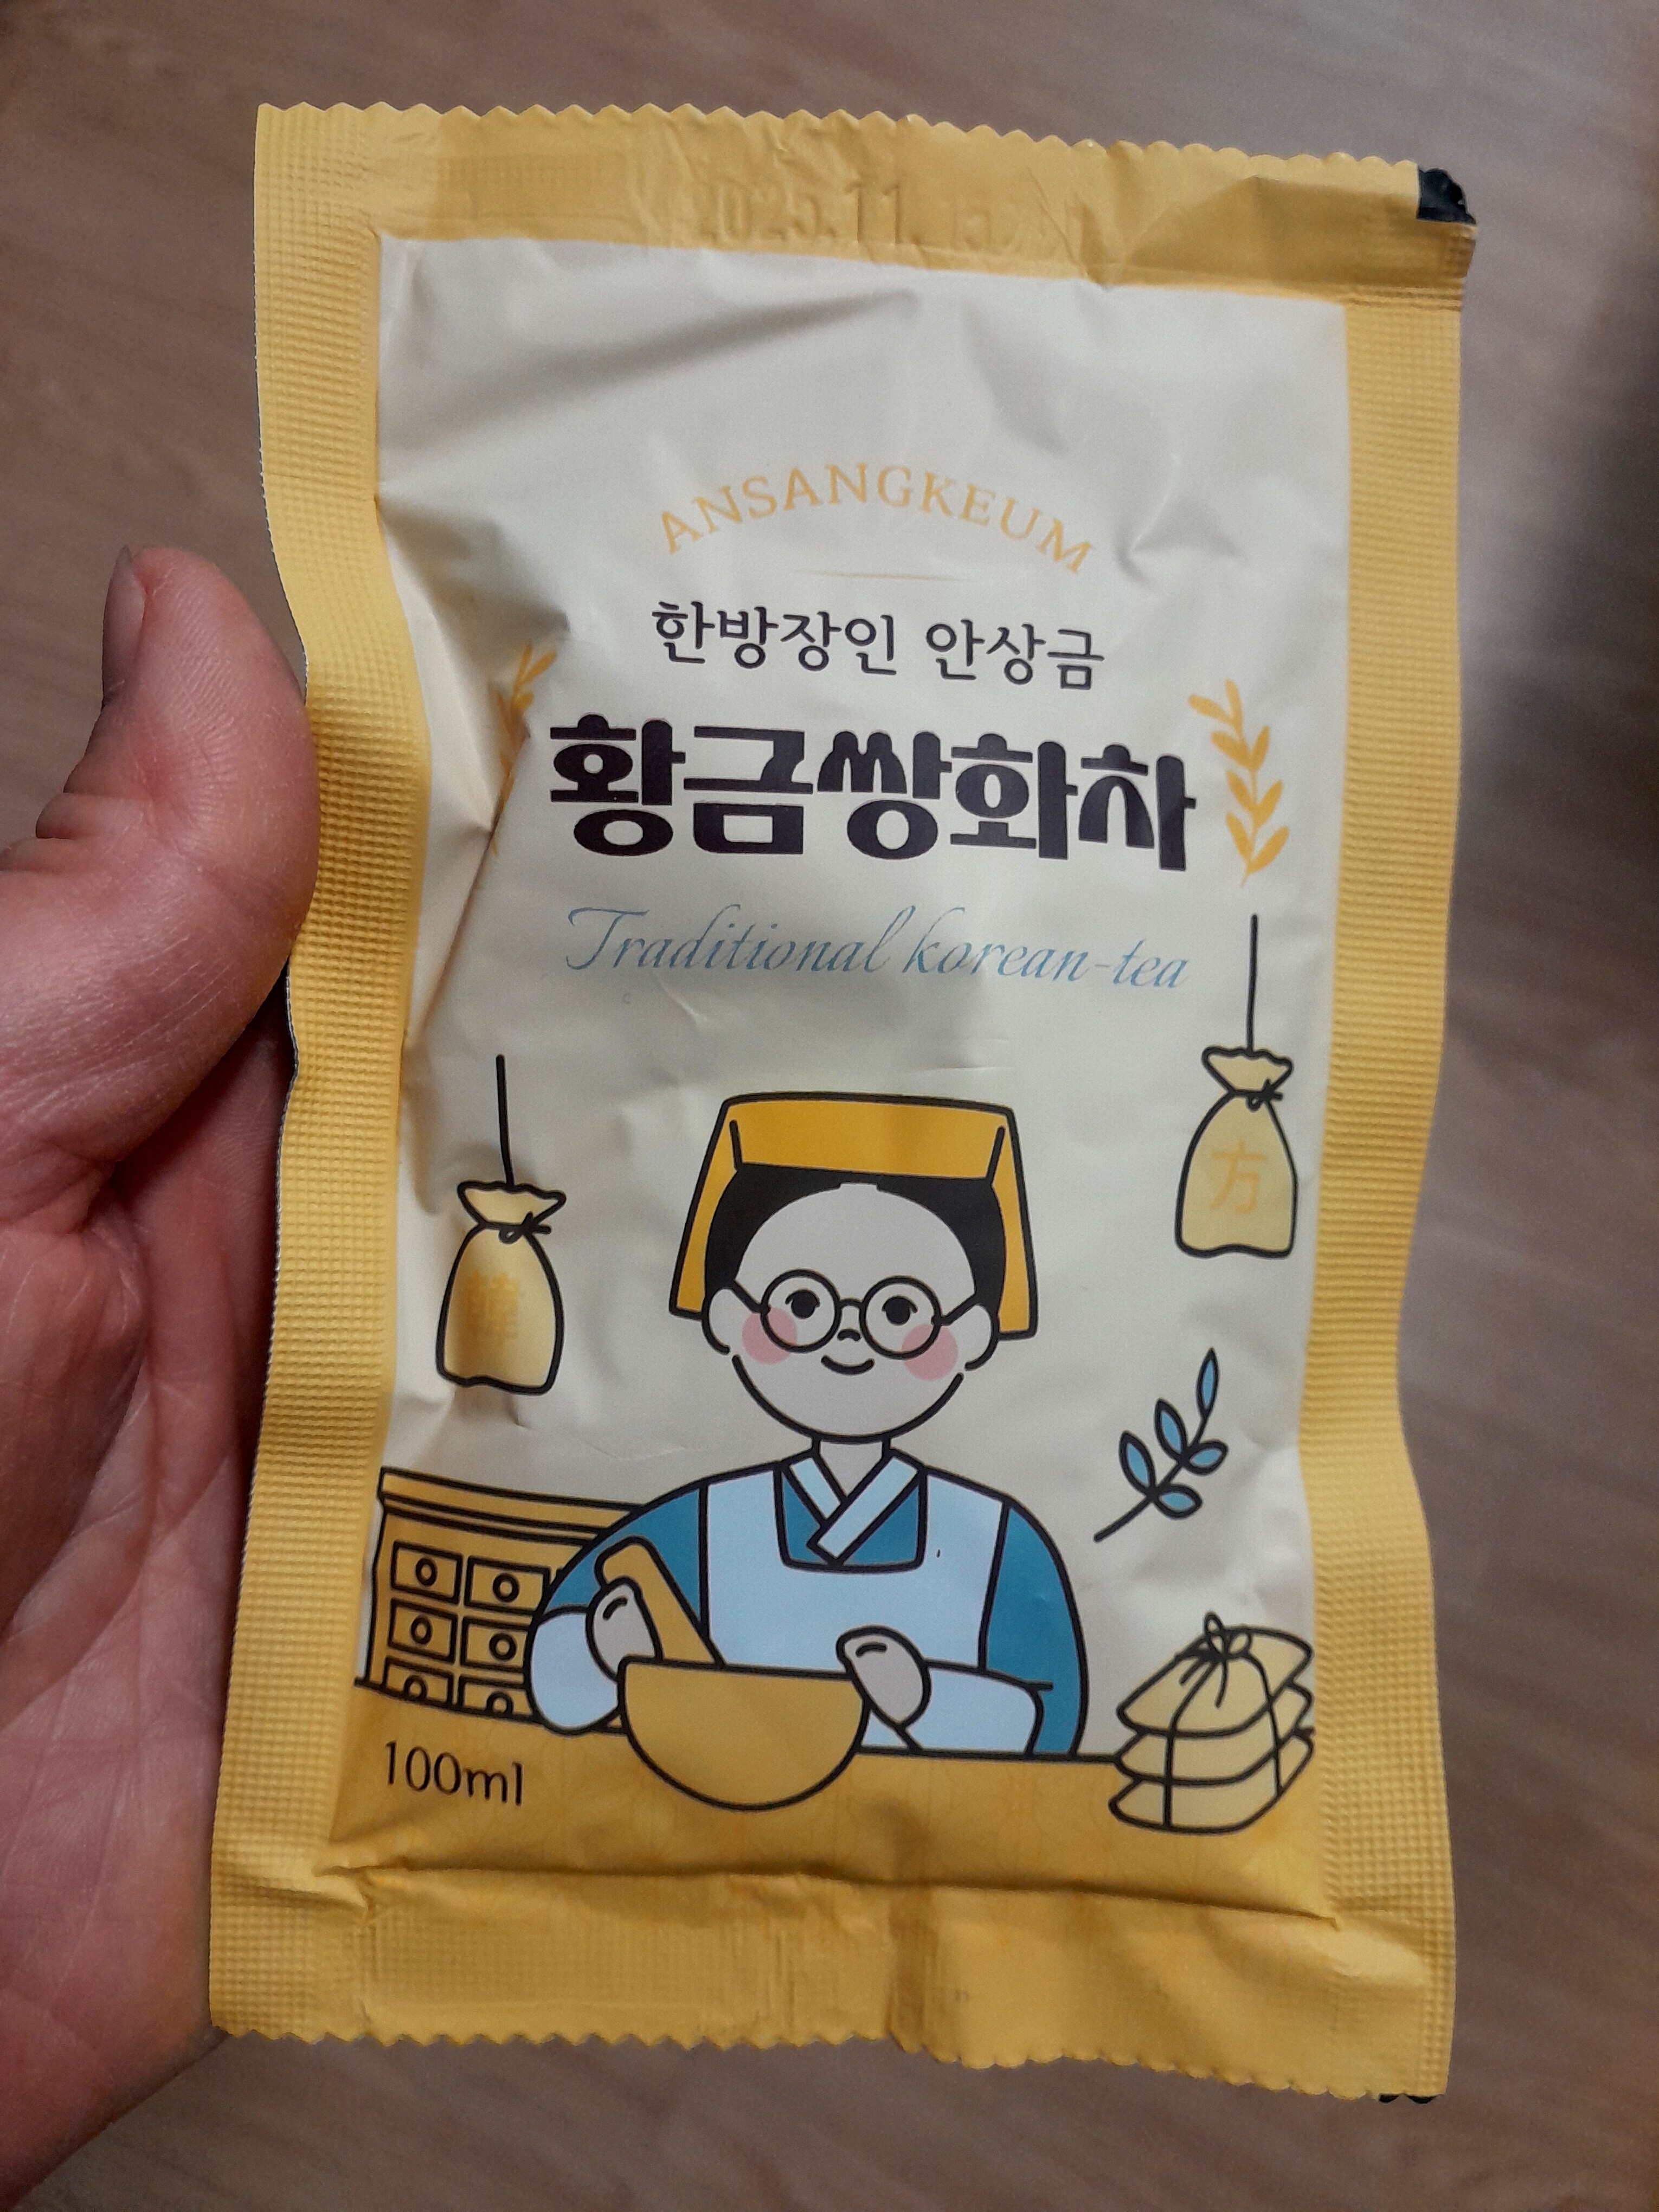 2025.11.15
ANSANGKEUM
한방장인 안상금
황금쌍화차
Traditional korean-tea
方
100ml